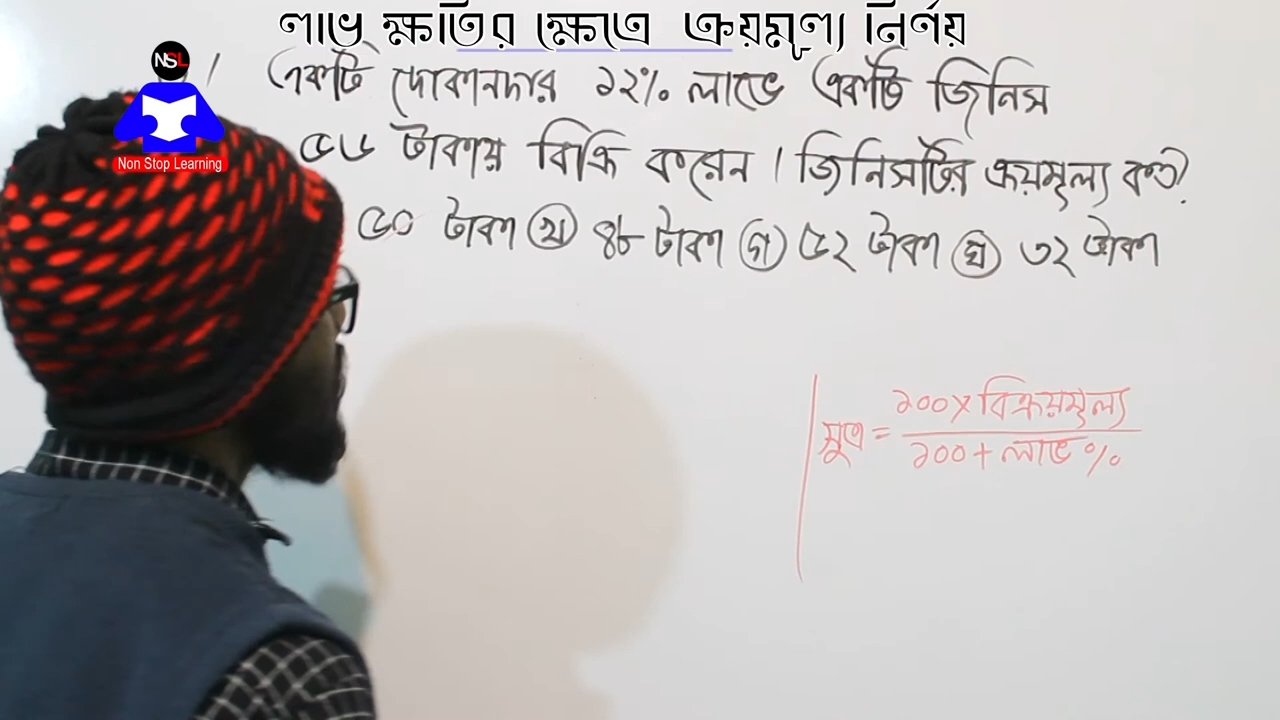 লাভ ক্ষতির ক্ষেত্রে ক্রয়মূল্য নির্ণয়
NSL
Non Stop Learning
একটি দোকানদার ১২% লাভে একটি জিনিস
৫৬ টাকায় বিক্রি করেন । জিনিসটির ক্রয়মূল্য কত?
৫০ টাকা (খ) ৪৮ টাকা (গ) ৫২ টাকা (ঘ) ৩২ টাকা
সূত্র = ১০০ x বিক্রয়মূল্য
১০০ + লাভ %